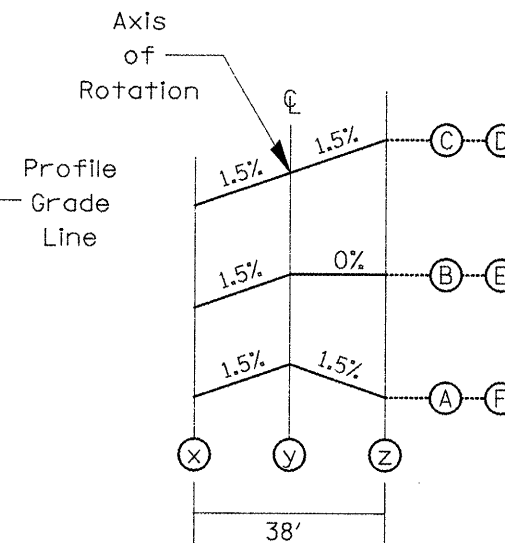 Axis
of
Rotation
℄
Profile
Grade
Line
1.5% 1.5%
C D
1.5% 0%
B E
1.5% 1.5%
A F
x y z
38'